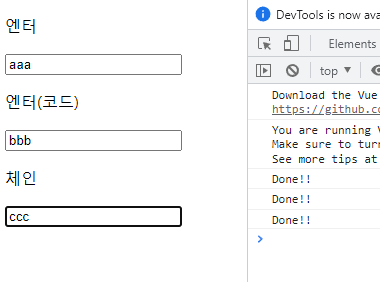 엔터
aaa
엔터(코드)
bbb
체인
ccc
DevTools is now ava
Elements
top ▼
Download the Vue
https://github.co
You are running V
Make sure to turn
See more tips at
Done!!
Done!!
Done!!
>